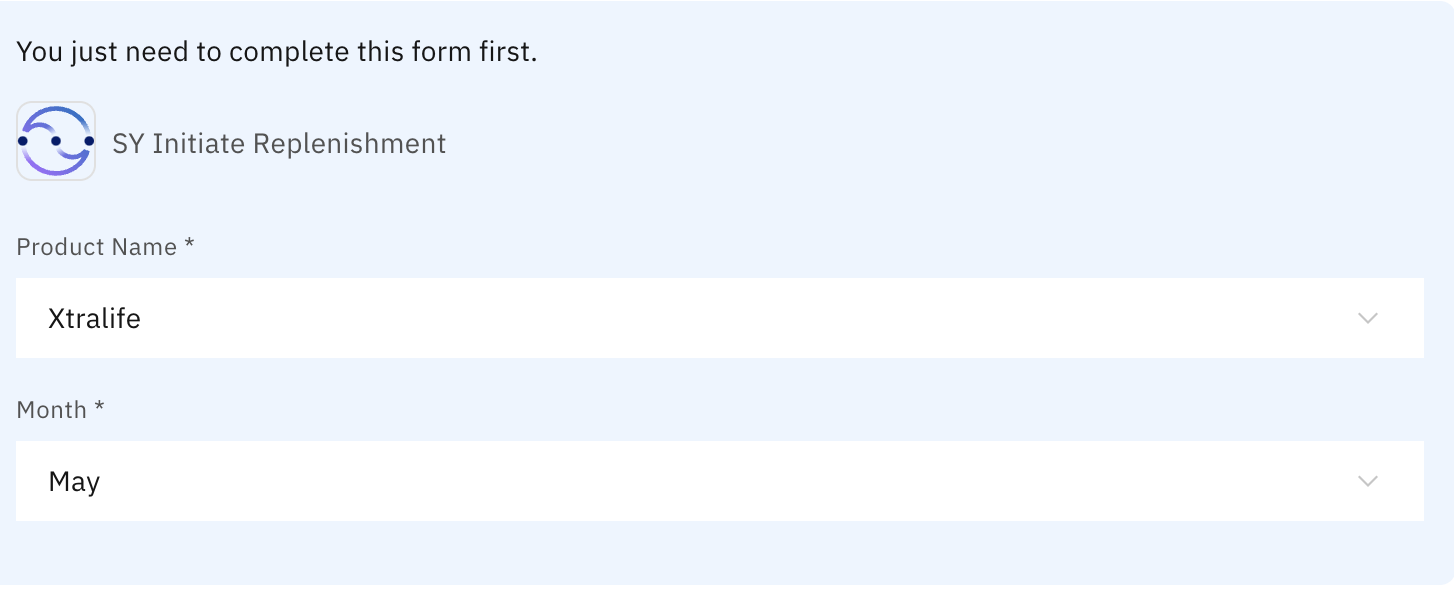 You just need to complete this form first.
SY Initiate Replenishment
Product Name *
Xtralife
Month *
May